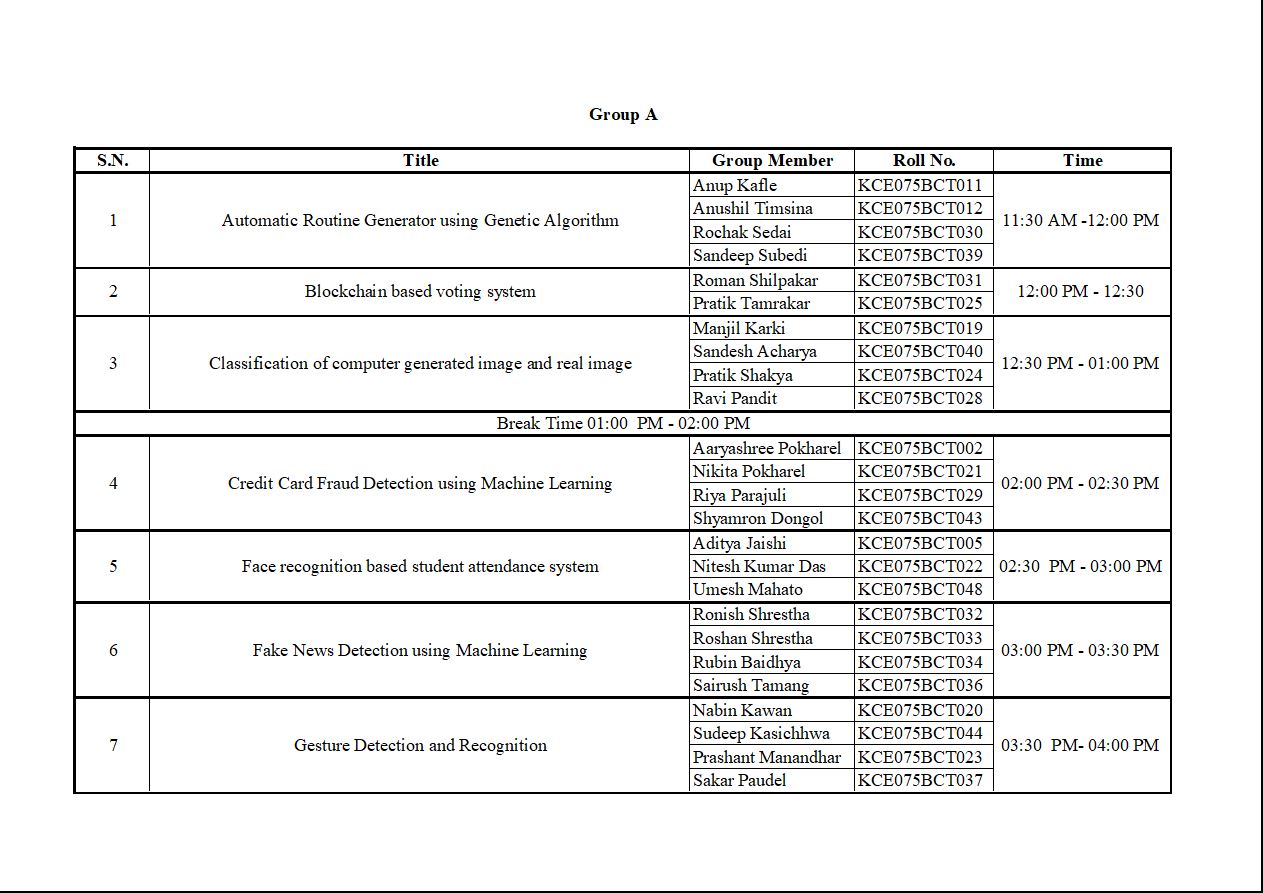 Group A
S.N. Title Group Member Roll No. Time
1 Automatic Routine Generator using Genetic Algorithm Anup Kafle KCE075BCT011 11:30 AM -12:00 PM
Anushil Timsina KCE075BCT012
Rochak Sedai KCE075BCT030
Sandeep Subedi KCE075BCT039
2 Blockchain based voting system Roman Shilpakar KCE075BCT031 12:00 PM - 12:30
Pratik Tamrakar KCE075BCT025
3 Classification of computer generated image and real image Manjil Karki KCE075BCT019 12:30 PM - 01:00 PM
Sandesh Acharya KCE075BCT040
Pratik Shakya KCE075BCT024
Ravi Pandit KCE075BCT028
Break Time 01:00 PM - 02:00 PM
4 Credit Card Fraud Detection using Machine Learning Aaryashree Pokharel KCE075BCT002 02:00 PM - 02:30 PM
Nikita Pokharel KCE075BCT021
Riya Parajuli KCE075BCT029
Shyamron Dongol KCE075BCT043
5 Face recognition based student attendance system Aditya Jaishi KCE075BCT005 02:30 PM - 03:00 PM
Nitesh Kumar Das KCE075BCT022
Umesh Mahato KCE075BCT048
6 Fake News Detection using Machine Learning Ronish Shrestha KCE075BCT032 03:00 PM - 03:30 PM
Roshan Shrestha KCE075BCT033
Rubin Baidhya KCE075BCT034
Sairush Tamang KCE075BCT036
7 Gesture Detection and Recognition Nabin Kawan KCE075BCT020 03:30 PM- 04:00 PM
Sudeep Kasichhwa KCE075BCT044
Prashant Manandhar KCE075BCT023
Sakar Paudel KCE075BCT037